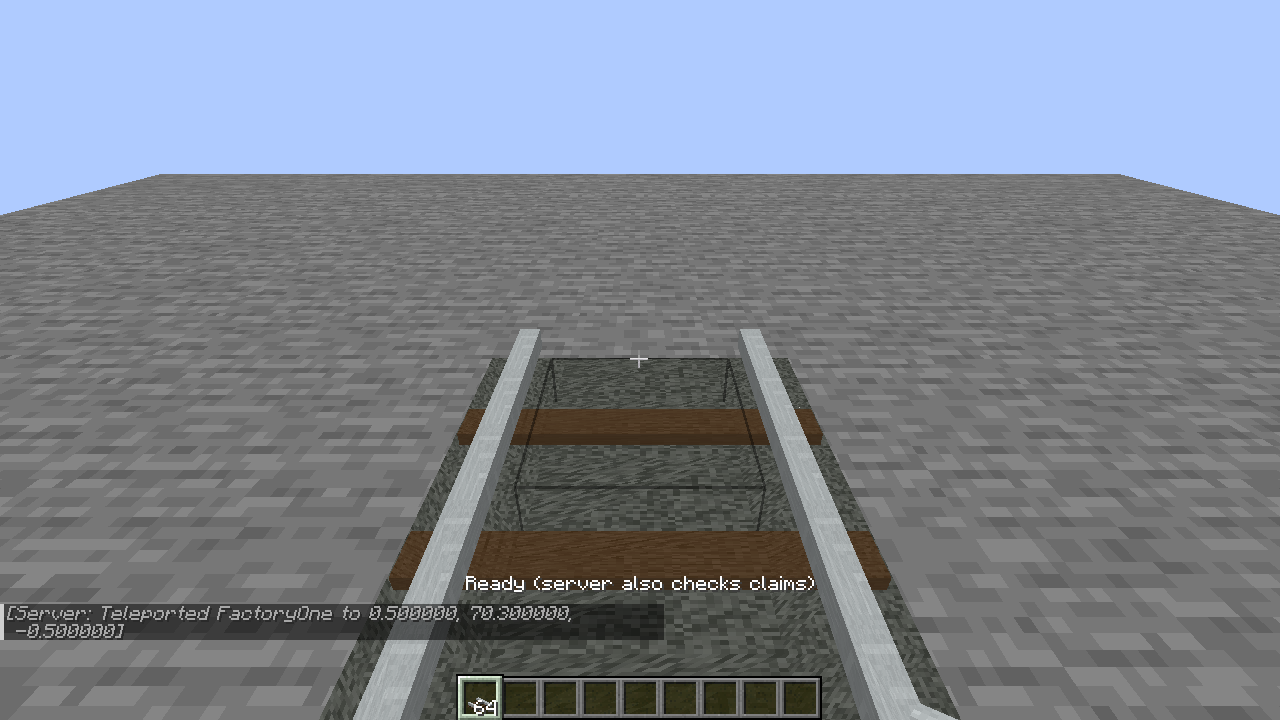 Ready (server also checks claims)
[Server: Teleported FactoryOne to 0.500000, 70.300000,
-0.500000]
64